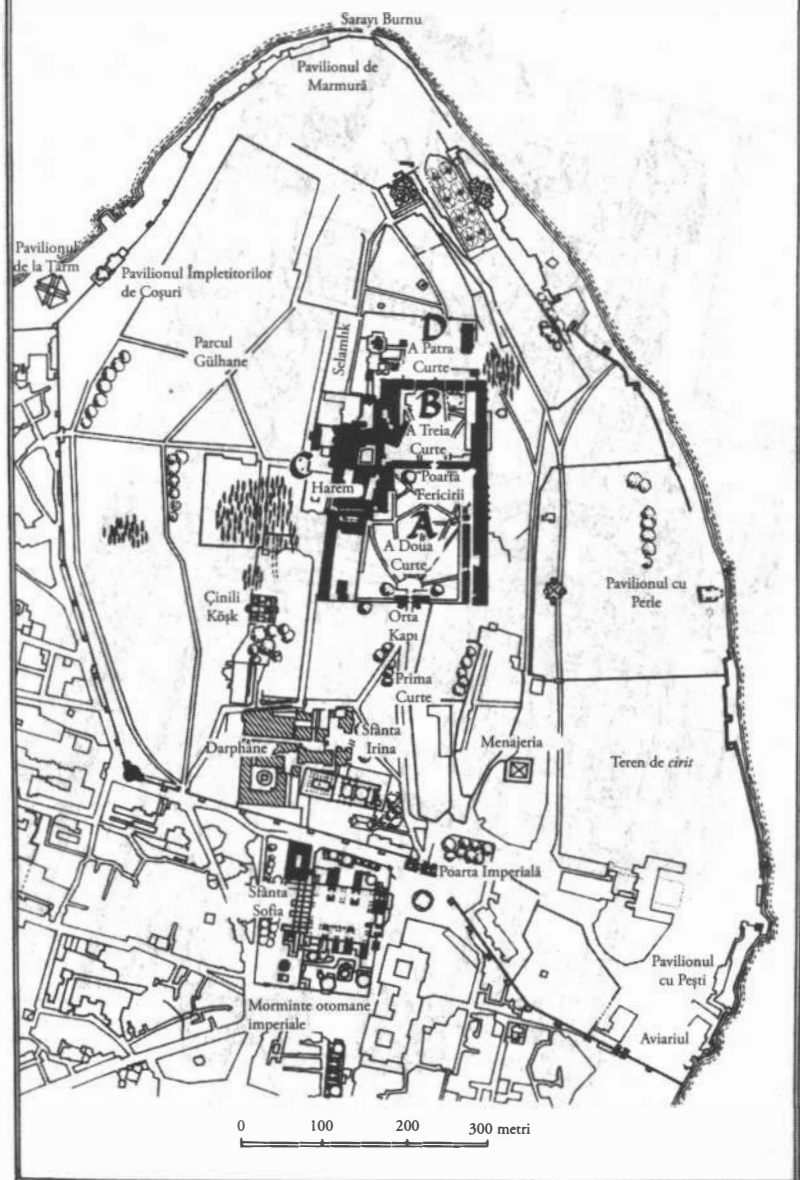 Sarayı Burnu
Pavilionul de
Marmură
Pavilionul
de la Țărm
Pavilionul Împletitorilor
de Coșuri
Parcul
Gülhane
Selamlık
D
A Patra
Curte
B
A Treia
Curte
Harem
Poarta
Fericirii
A
A Doua
Curte
Çinili
Köşk
Orta
Kapı
Pavilionul cu
Perle
Prima
Curte
Darphâne
Sfânta
Irina
Menajeria
Teren de cirit
Poarta Imperială
Sfânta
Sofia
Pavilionul
cu Pești
Morminte otomane
imperiale
Aviariul
0 100 200 300 metri